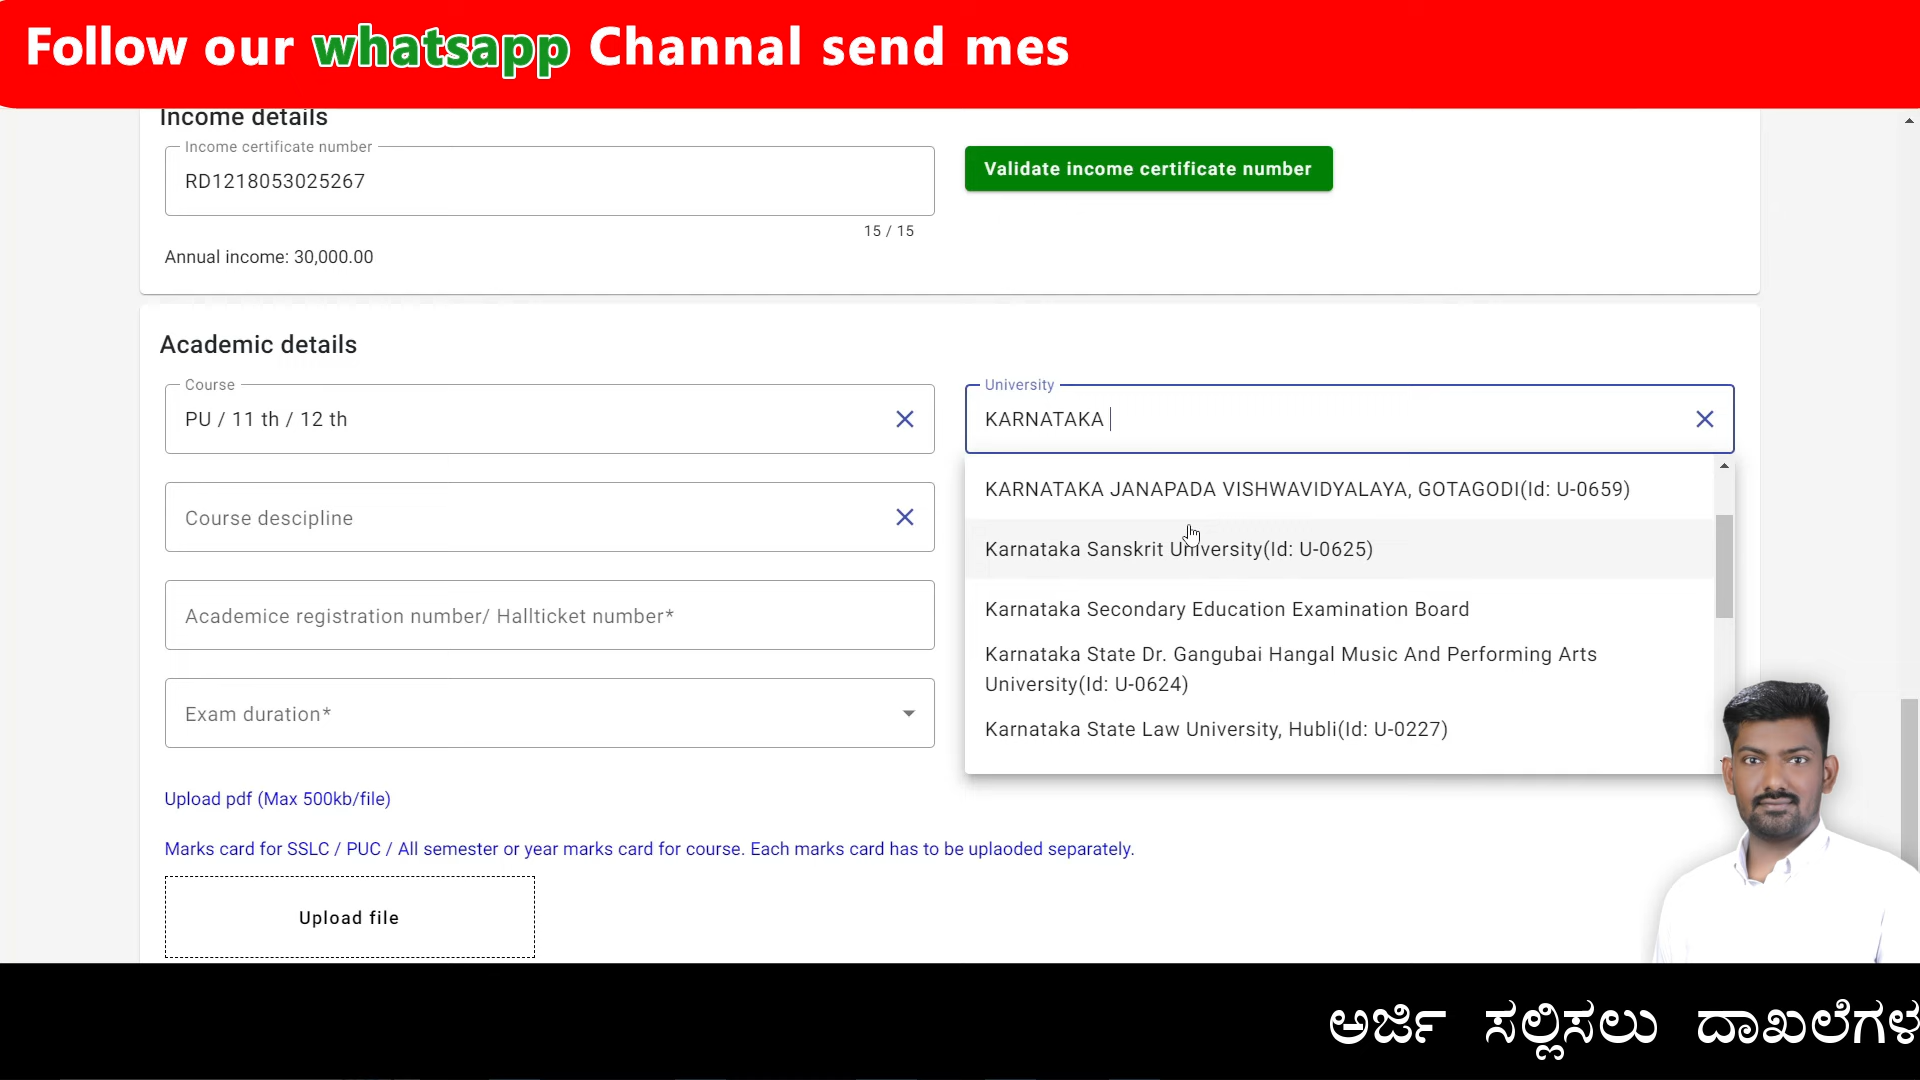 Follow our whatsapp Channal send mes
Income details
Income certificate number
RD1218053025267
Validate income certificate number
15 / 15
Annual income: 30,000.00
Academic details
Course
PU / 11 th / 12 th
University
KARNATAKA
KARNATAKA JANAPADA VISHWAVIDYALAYA, GOTAGODI(Id: U-0659)
Course descipline
Karnataka Sanskrit University(Id: U-0625)
Karnataka Secondary Education Examination Board
Academice registration number/ Hallticket number*
Karnataka State Dr. Gangubai Hangal Music And Performing Arts
University(Id: U-0624)
Exam duration*
Karnataka State Law University, Hubli(Id: U-0227)
Upload pdf (Max 500kb/file)
Marks card for SSLC / PUC / All semester or year marks card for course. Each marks card has to be uplaoded separately.
Upload file
ಅರ್ಜಿ ಸಲ್ಲಿಸಲು ದಾಖಲೆಗಳ